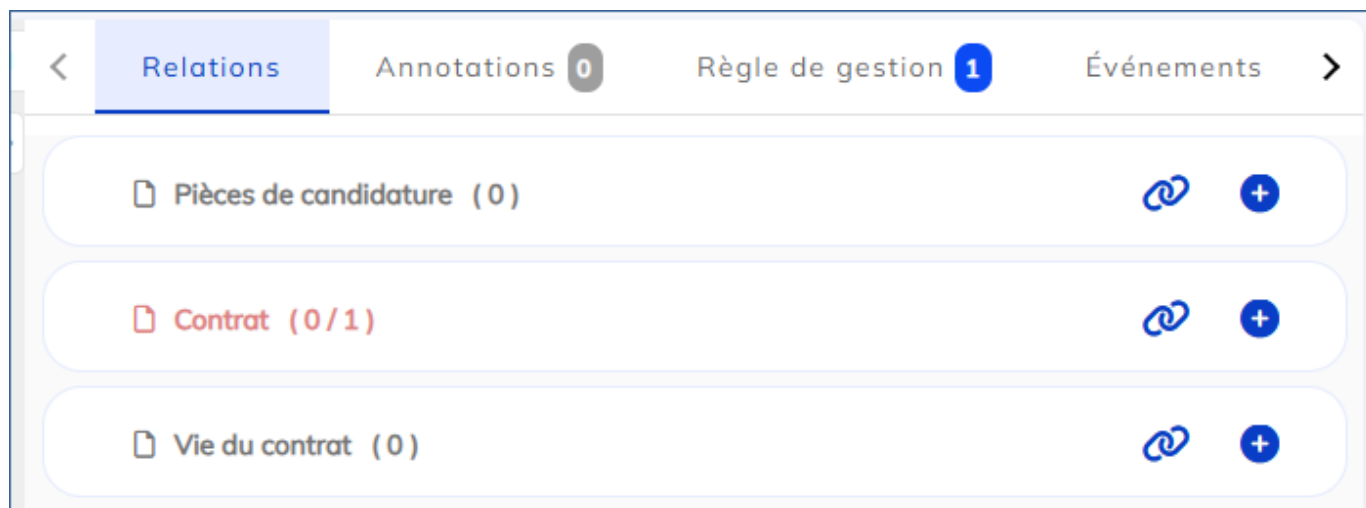 Relations Annotations 0 Règle de gestion 1 Événements
Pièces de candidature (0)
Contrat (0/1)
Vie du contrat (0)